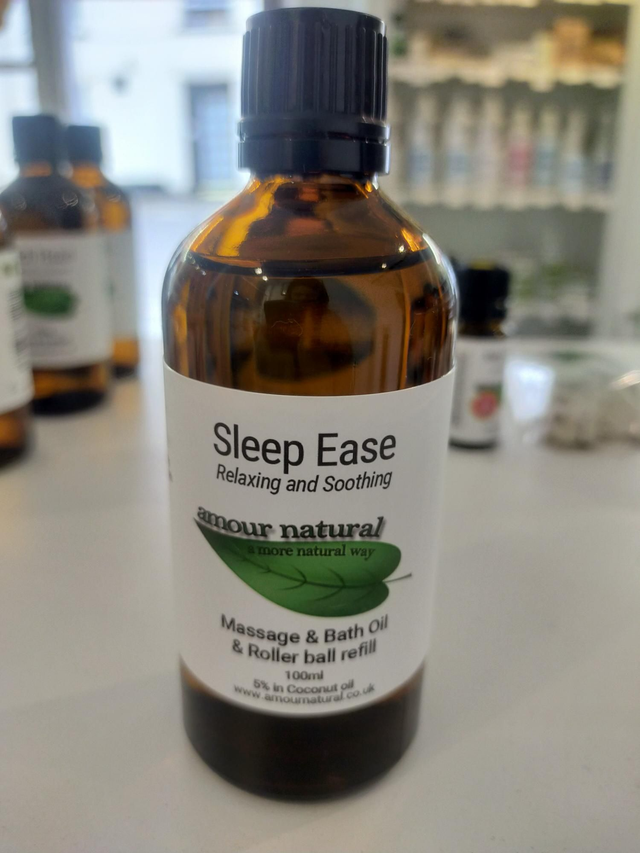 Sleep Ease
Relaxing and Soothing
amour natural
a more natural way
Massage & Bath Oil
& Roller ball refill
100ml
5% in Coconut oil
www.amournatural.co.uk